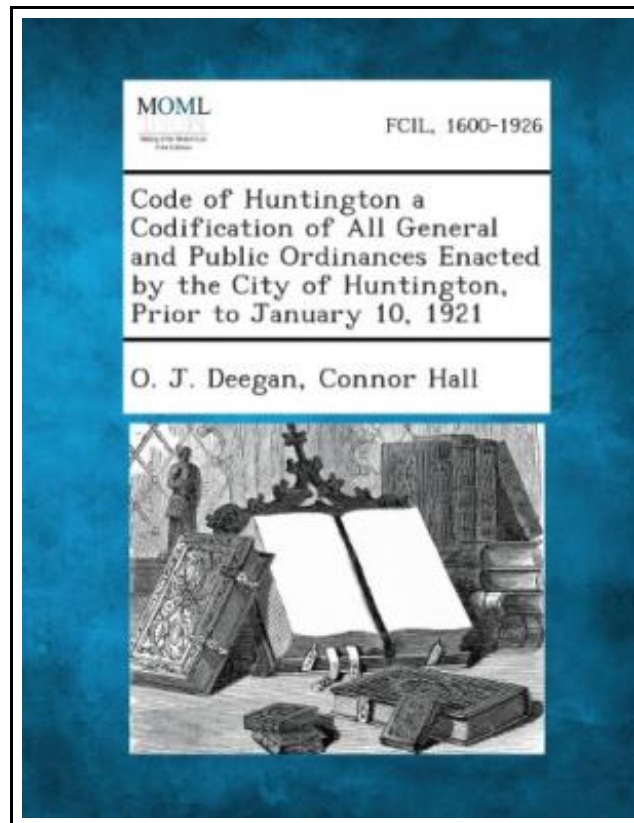 MOML
FCIL, 1600-1926
Code of Huntington a
Codification of All General
and Public Ordinances Enacted
by the City of Huntington,
Prior to January 10, 1921
O. J. Deegan, Connor Hall